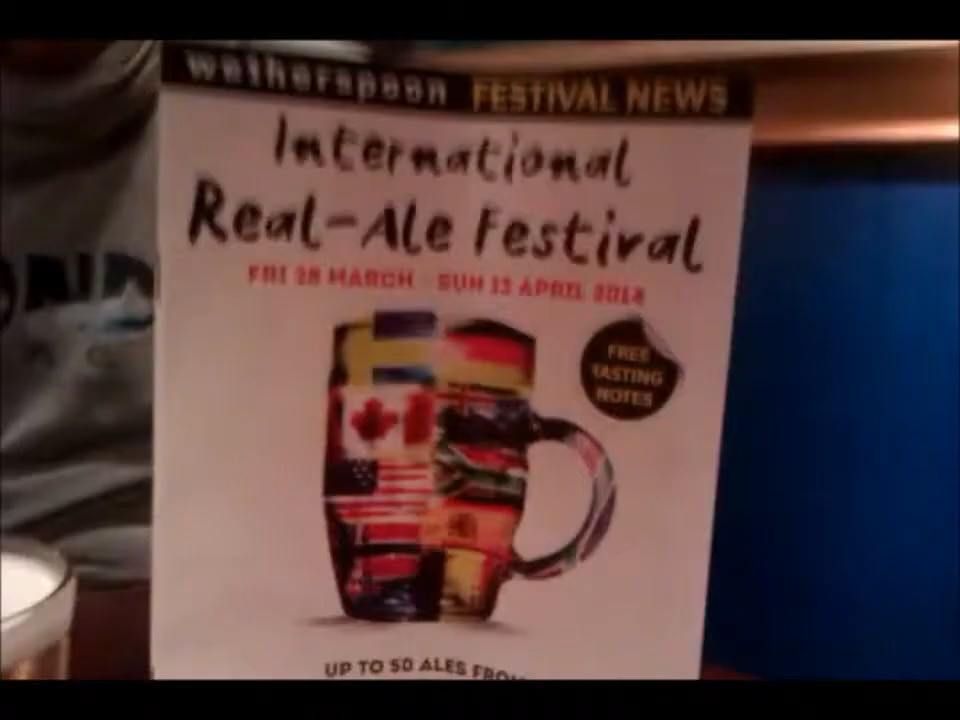 wetherspoon FESTIVAL NEWS
International
Real-Ale Festival
FRI 28 MARCH - SUN 13 APRIL 2014
FREE
TASTING
NOTES
UP TO 50 ALES FROM